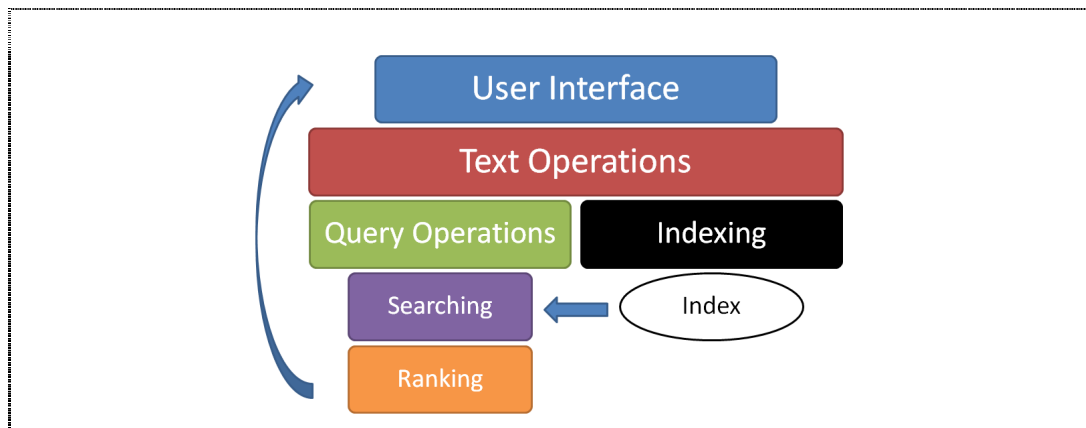 User Interface
Text Operations
Query Operations
Indexing
Searching
Index
Ranking